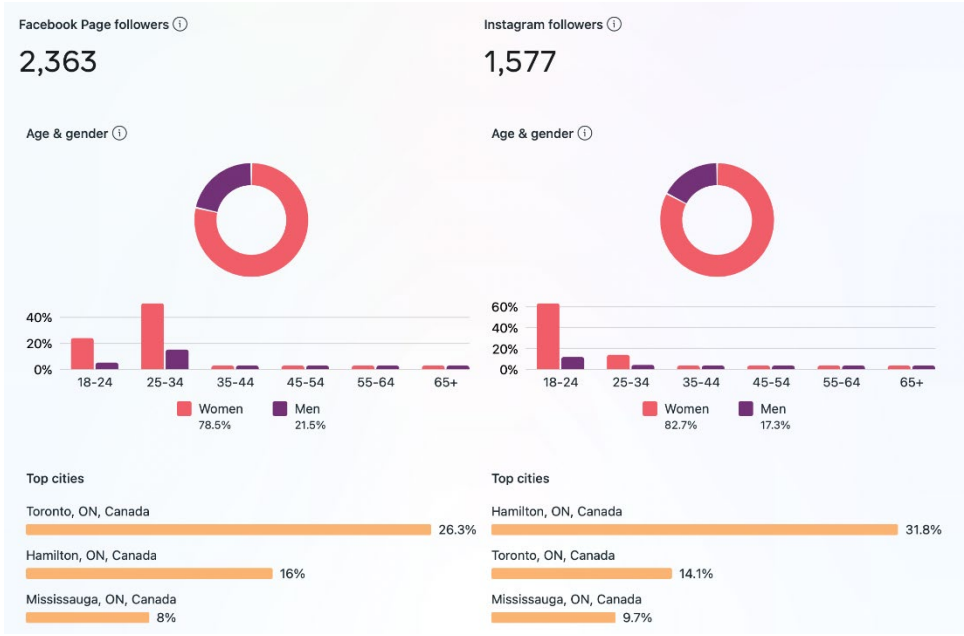 Facebook Page followers
2,363
Age & gender
40%
20%
0%
18-24 25-34 35-44 45-54 55-64 65+
Women Men
78.5% 21.5%
Top cities
Toronto, ON, Canada
26.3%
Hamilton, ON, Canada
16%
Mississauga, ON, Canada
8%
Instagram followers
1,577
Age & gender
60%
40%
20%
0%
18-24 25-34 35-44 45-54 55-64 65+
Women Men
82.7% 17.3%
Top cities
Hamilton, ON, Canada
31.8%
Toronto, ON, Canada
14.1%
Mississauga, ON, Canada
9.7%